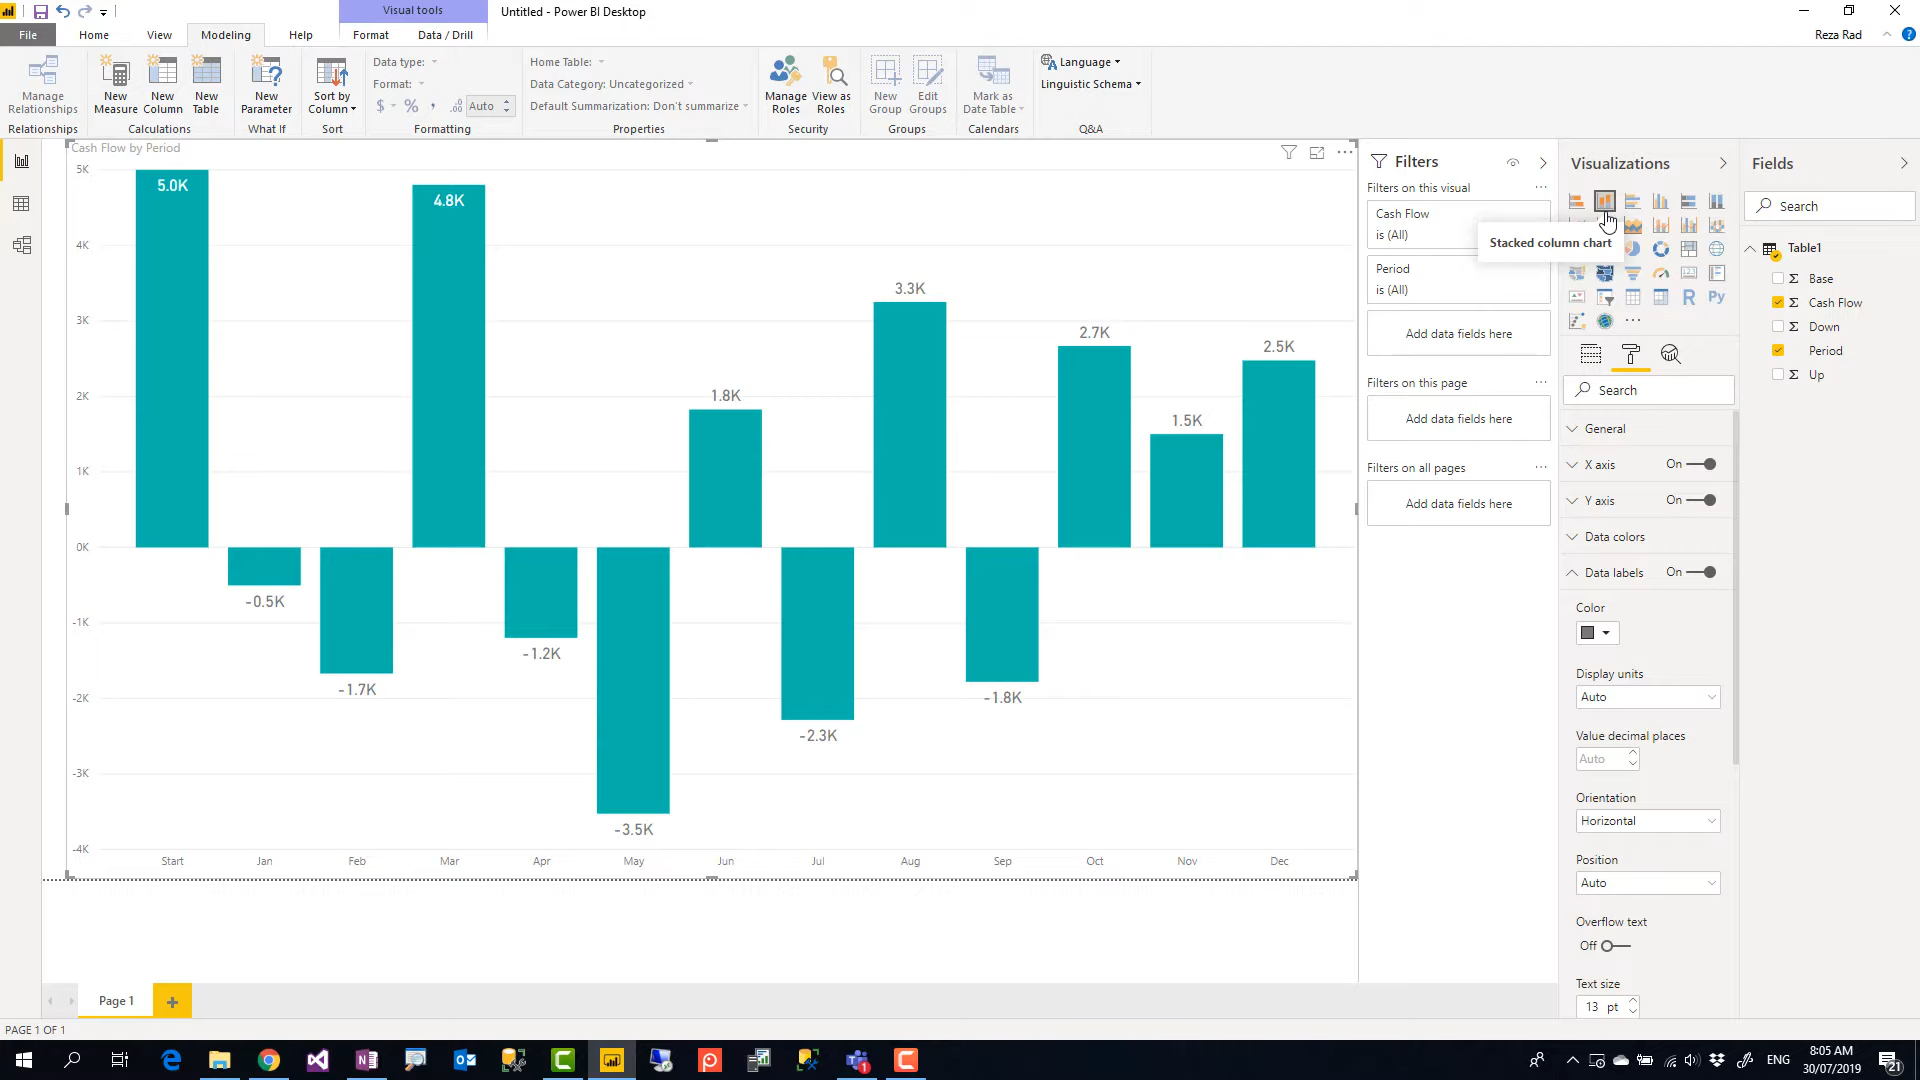 Visual tools
Untitled - Power BI Desktop
File
Home
View
Modeling
Help
Format
Data / Drill
Reza Rad
Manage Relationships
New Measure
New Column
New Table
New Parameter
Sort by Column
Data type:
Format:
$ % , Auto
Home Table:
Data Category: Uncategorized
Default Summarization: Don't summarize
Manage Roles
View as Roles
New Group
Edit Groups
Mark as Date Table
Language
Linguistic Schema
Relationships
Calculations
What If
Sort
Formatting
Properties
Security
Groups
Calendars
Q&A
Cash Flow by Period
5K
4K
3K
2K
1K
0K
-1K
-2K
-3K
-4K
5.0K
-0.5K
-1.7K
4.8K
-1.2K
-3.5K
1.8K
-2.3K
3.3K
-1.8K
2.7K
1.5K
2.5K
Start
Jan
Feb
Mar
Apr
May
Jun
Jul
Aug
Sep
Oct
Nov
Dec
Filters
Filters on this visual
Cash Flow
is (All)
Period
is (All)
Add data fields here
Filters on this page
Add data fields here
Filters on all pages
Add data fields here
Visualizations
Stacked column chart
R
Py
Search
General
X axis On
Y axis On
Data colors
Data labels On
Color
Display units
Auto
Value decimal places
Auto
Orientation
Horizontal
Position
Auto
Overflow text
Off
Text size
13 pt
Fields
Search
Table1
Base
Cash Flow
Down
Period
Up
Page 1
PAGE 1 OF 1
ENG
8:05 AM
30/07/2019
21